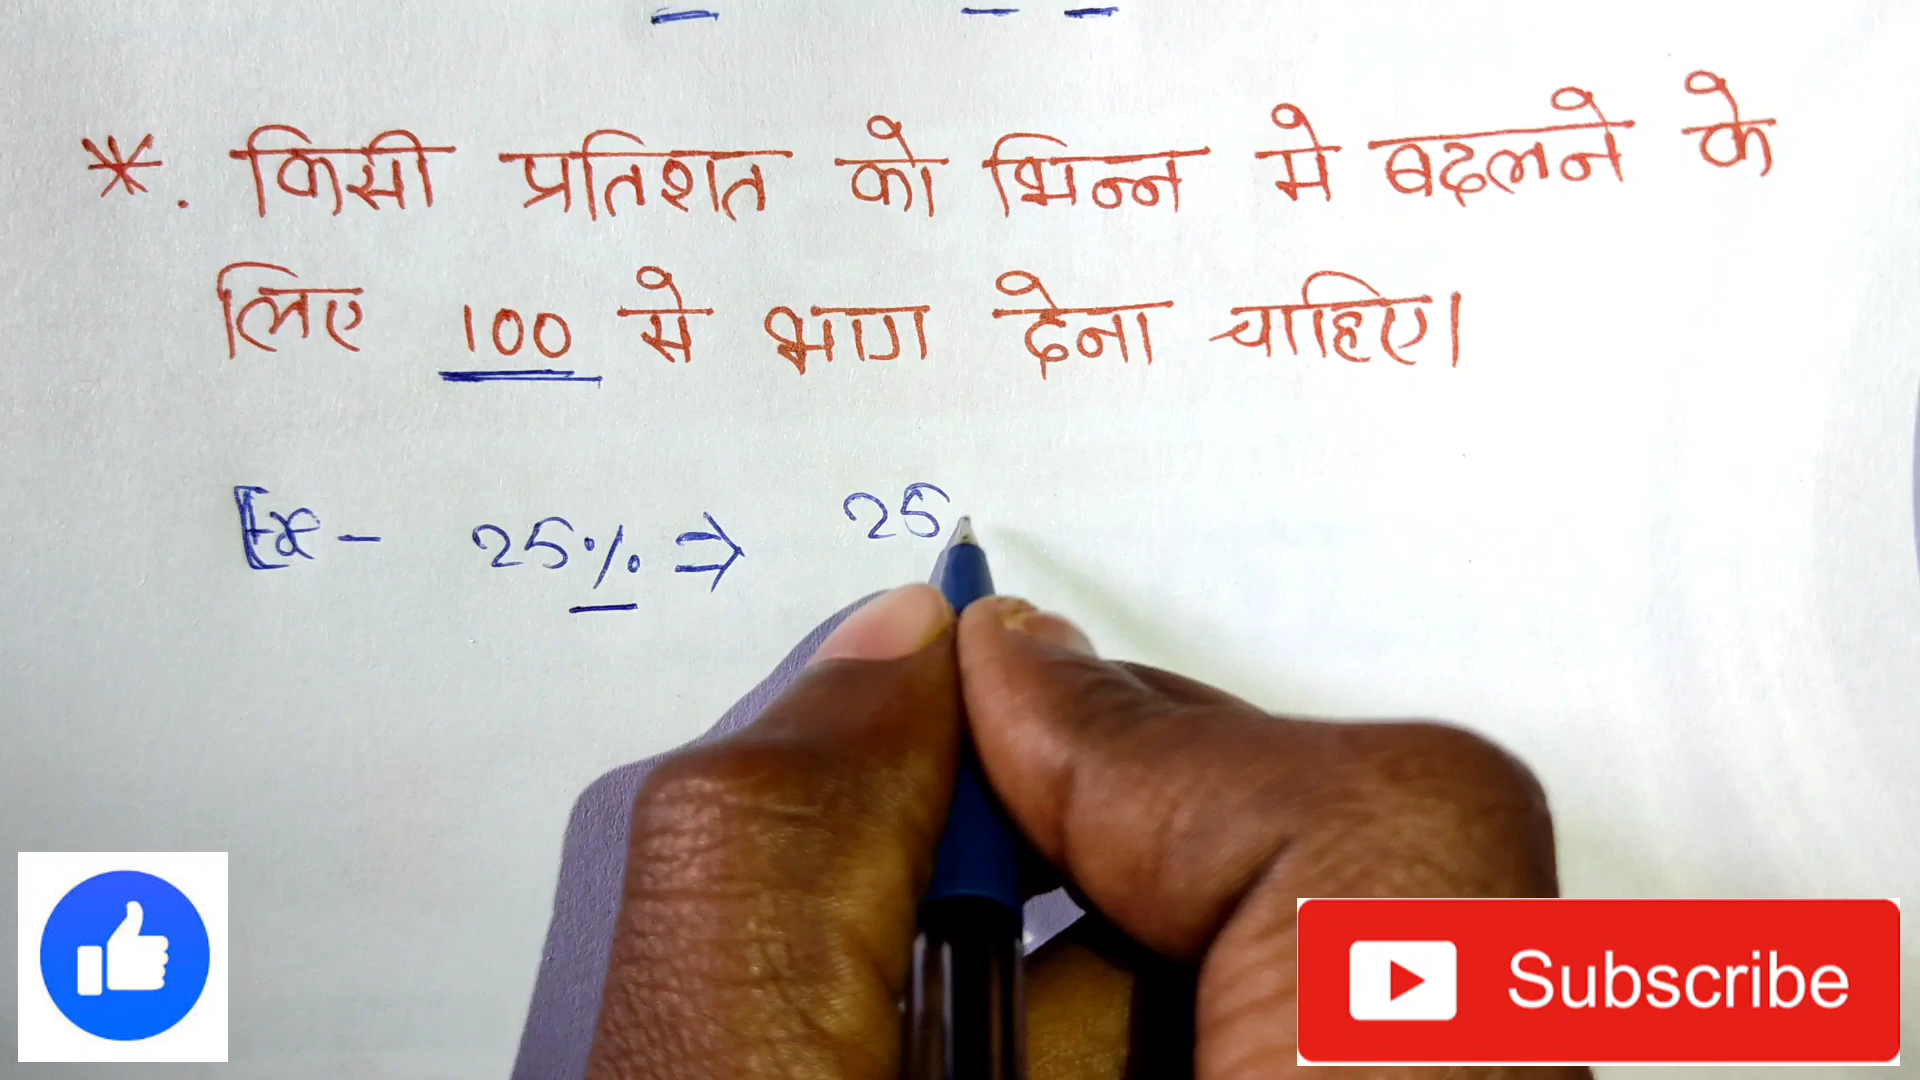 *. किसी प्रतिशत को भिन्न मे बदलने के
लिए 100 से भाग देना चाहिए।
Ex - 25% ⇒ 25
Subscribe